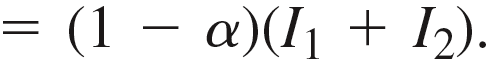 = (1 − α)(I₁ + I₂).